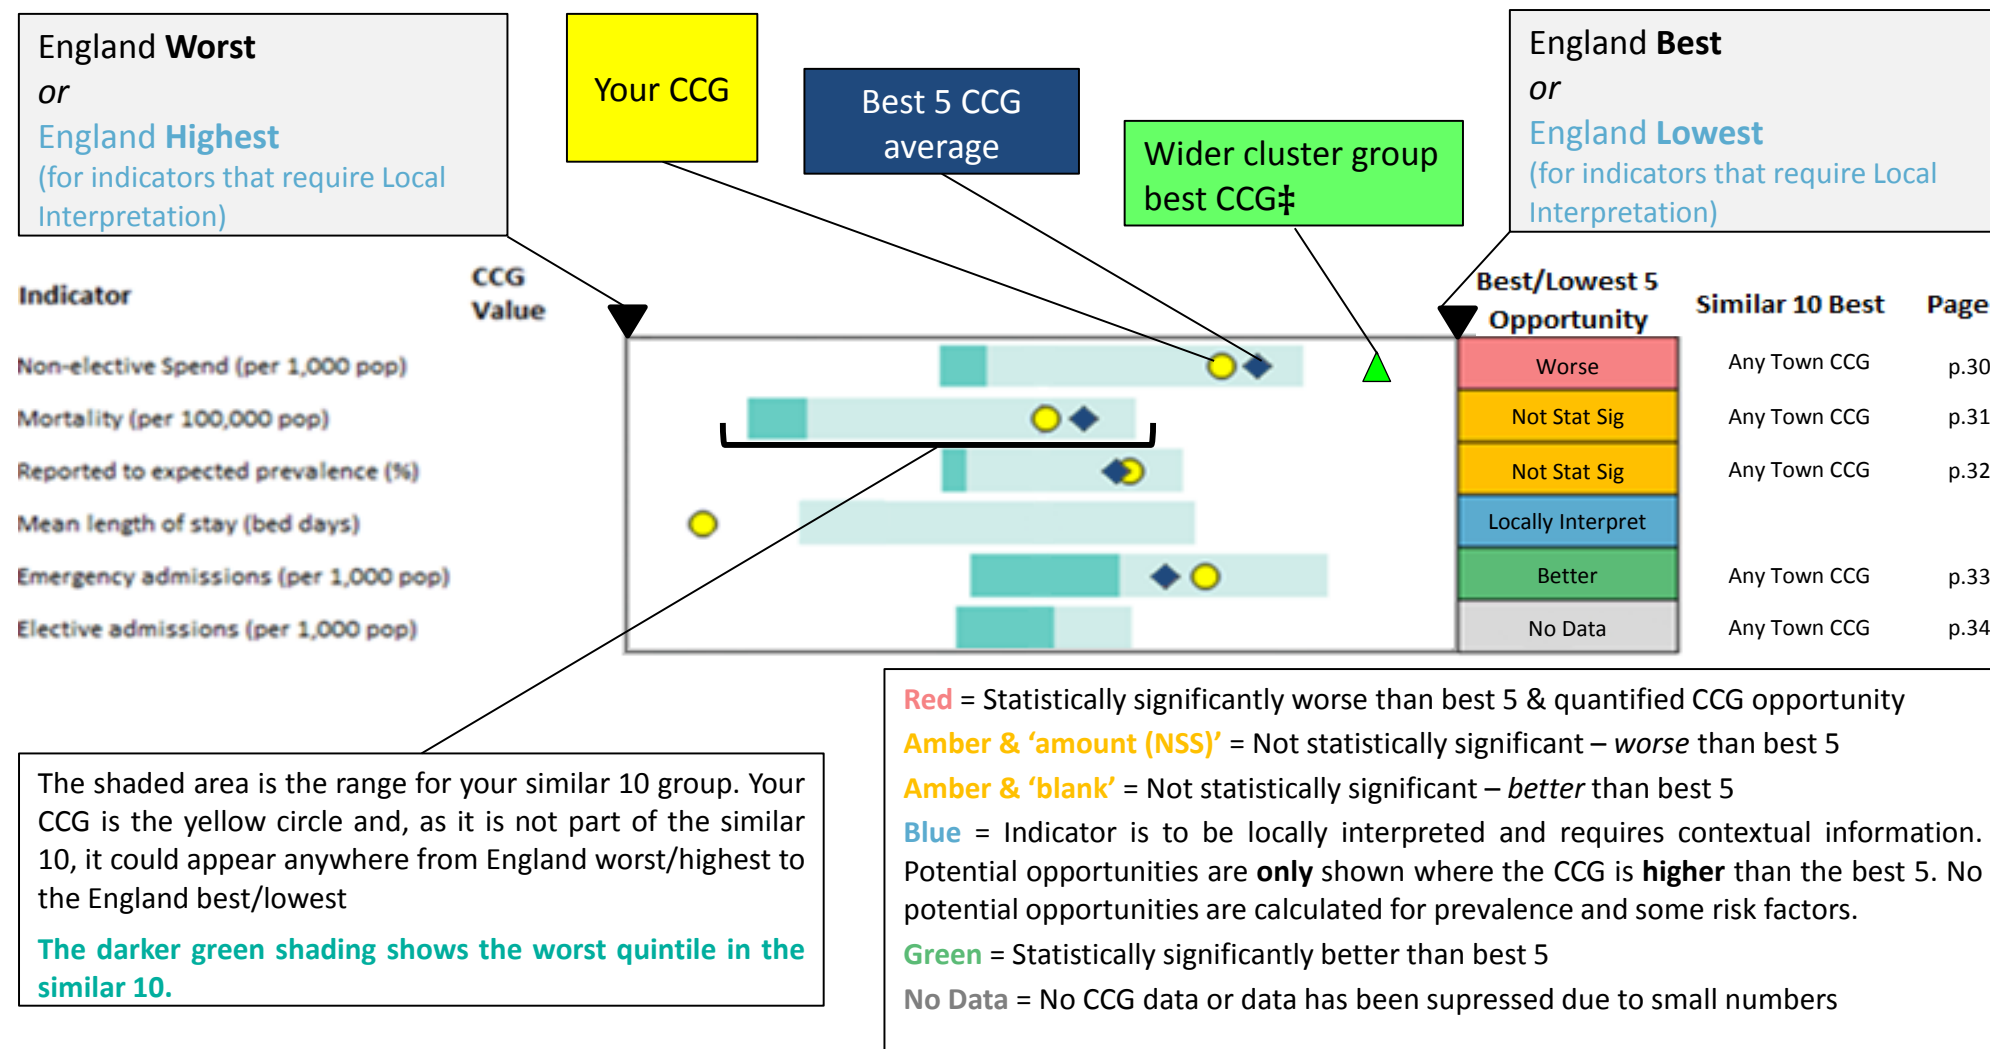 England Worst
or
England Highest
(for indicators that require Local
Interpretation)
Your CCG
Best 5 CCG
average
Wider cluster group
best CCG‡
England Best
or
England Lowest
(for indicators that require Local
Interpretation)
Indicator
CCG
Value
Best/Lowest 5
Opportunity
Similar 10 Best
Page
Non-elective Spend (per 1,000 pop) Worse Any Town CCG p.30
Mortality (per 100,000 pop) Not Stat Sig Any Town CCG p.31
Reported to expected prevalence (%) Not Stat Sig Any Town CCG p.32
Mean length of stay (bed days) Locally Interpret
Emergency admissions (per 1,000 pop) Better Any Town CCG p.33
Elective admissions (per 1,000 pop) No Data Any Town CCG p.34
The shaded area is the range for your similar 10 group. Your
CCG is the yellow circle and, as it is not part of the similar
10, it could appear anywhere from England worst/highest to
the England best/lowest
The darker green shading shows the worst quintile in the
similar 10.
Red = Statistically significantly worse than best 5 & quantified CCG opportunity
Amber & ‘amount (NSS)’ = Not statistically significant – worse than best 5
Amber & ‘blank’ = Not statistically significant – better than best 5
Blue = Indicator is to be locally interpreted and requires contextual information.
Potential opportunities are only shown where the CCG is higher than the best 5. No
potential opportunities are calculated for prevalence and some risk factors.
Green = Statistically significantly better than best 5
No Data = No CCG data or data has been supressed due to small numbers